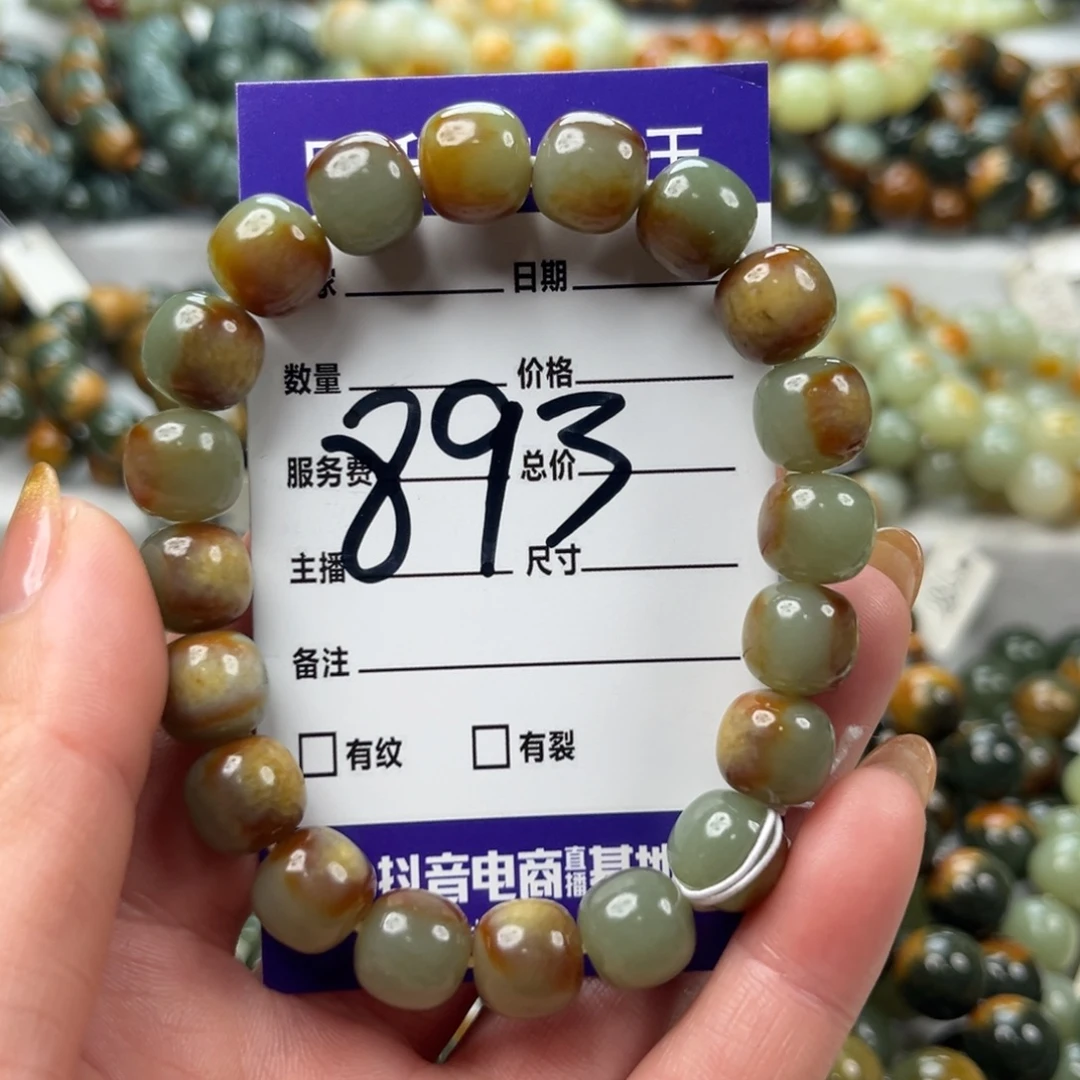 日期
数量 价格
893
服务费 总价
主播 尺寸
备注
有纹 有裂
抖音电商直播基地